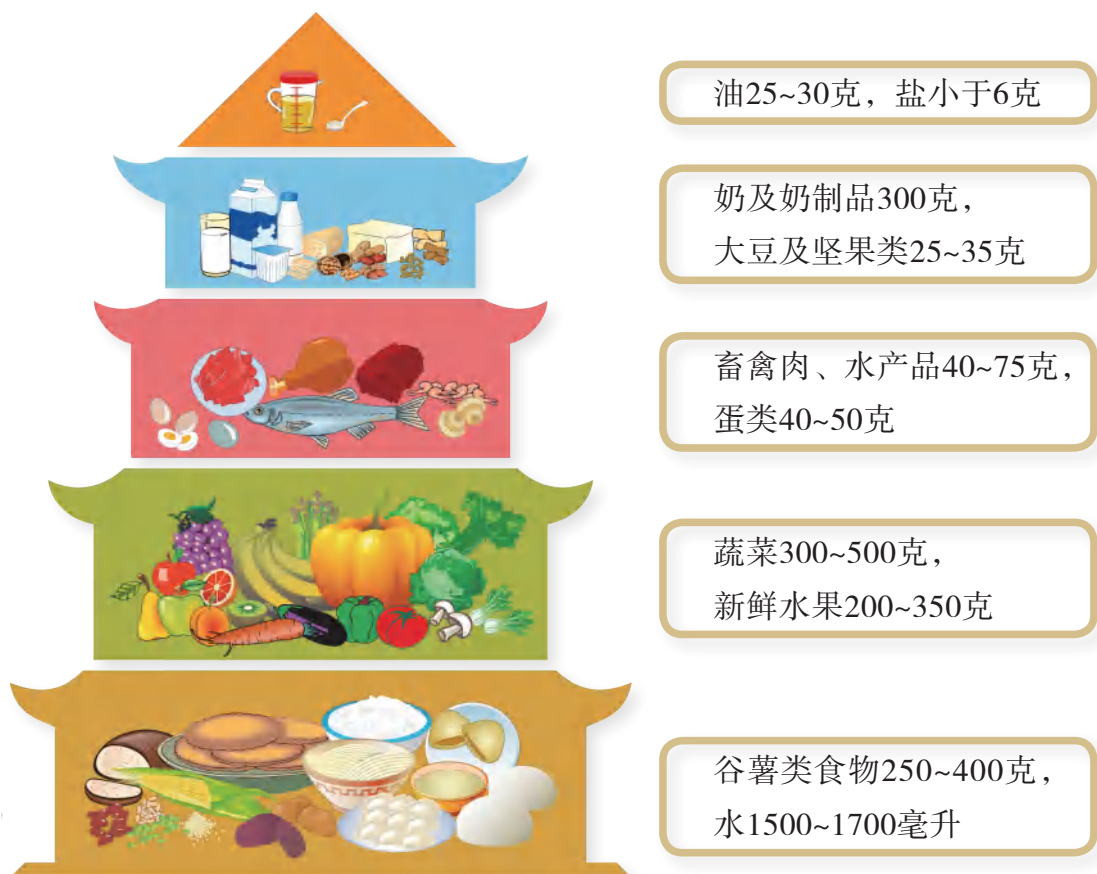 油25~30克，盐小于6克
奶及奶制品300克，
大豆及坚果类25~35克
畜禽肉、水产品40~75克，
蛋类40~50克
蔬菜300~500克，
新鲜水果200~350克
谷薯类食物250~400克，
水1500~1700毫升